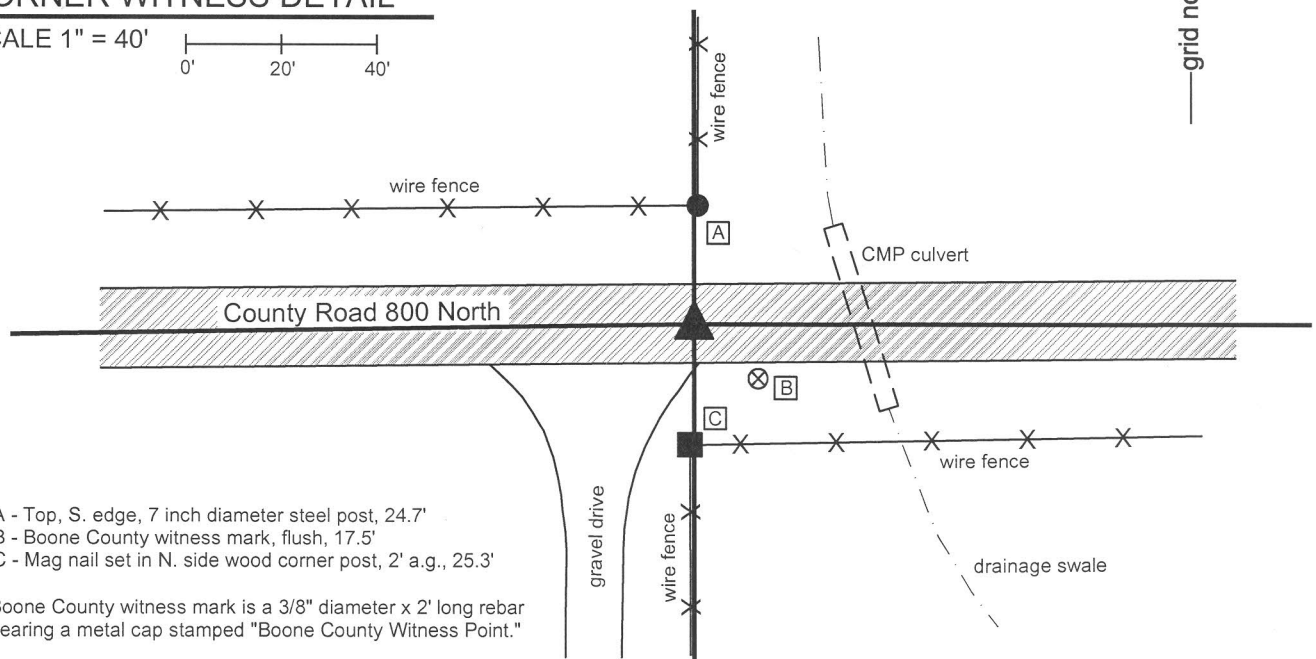 ORNER WITNESS DETAIL
CALE 1" = 40'
0' 20' 40'
grid no
wire fence
wire fence
A
CMP culvert
County Road 800 North
B
C
wire fence
gravel drive
wire fence
drainage swale
A - Top, S. edge, 7 inch diameter steel post, 24.7'
B - Boone County witness mark, flush, 17.5'
C - Mag nail set in N. side wood corner post, 2' a.g., 25.3'
Boone County witness mark is a 3/8" diameter x 2' long rebar
earing a metal cap stamped "Boone County Witness Point."